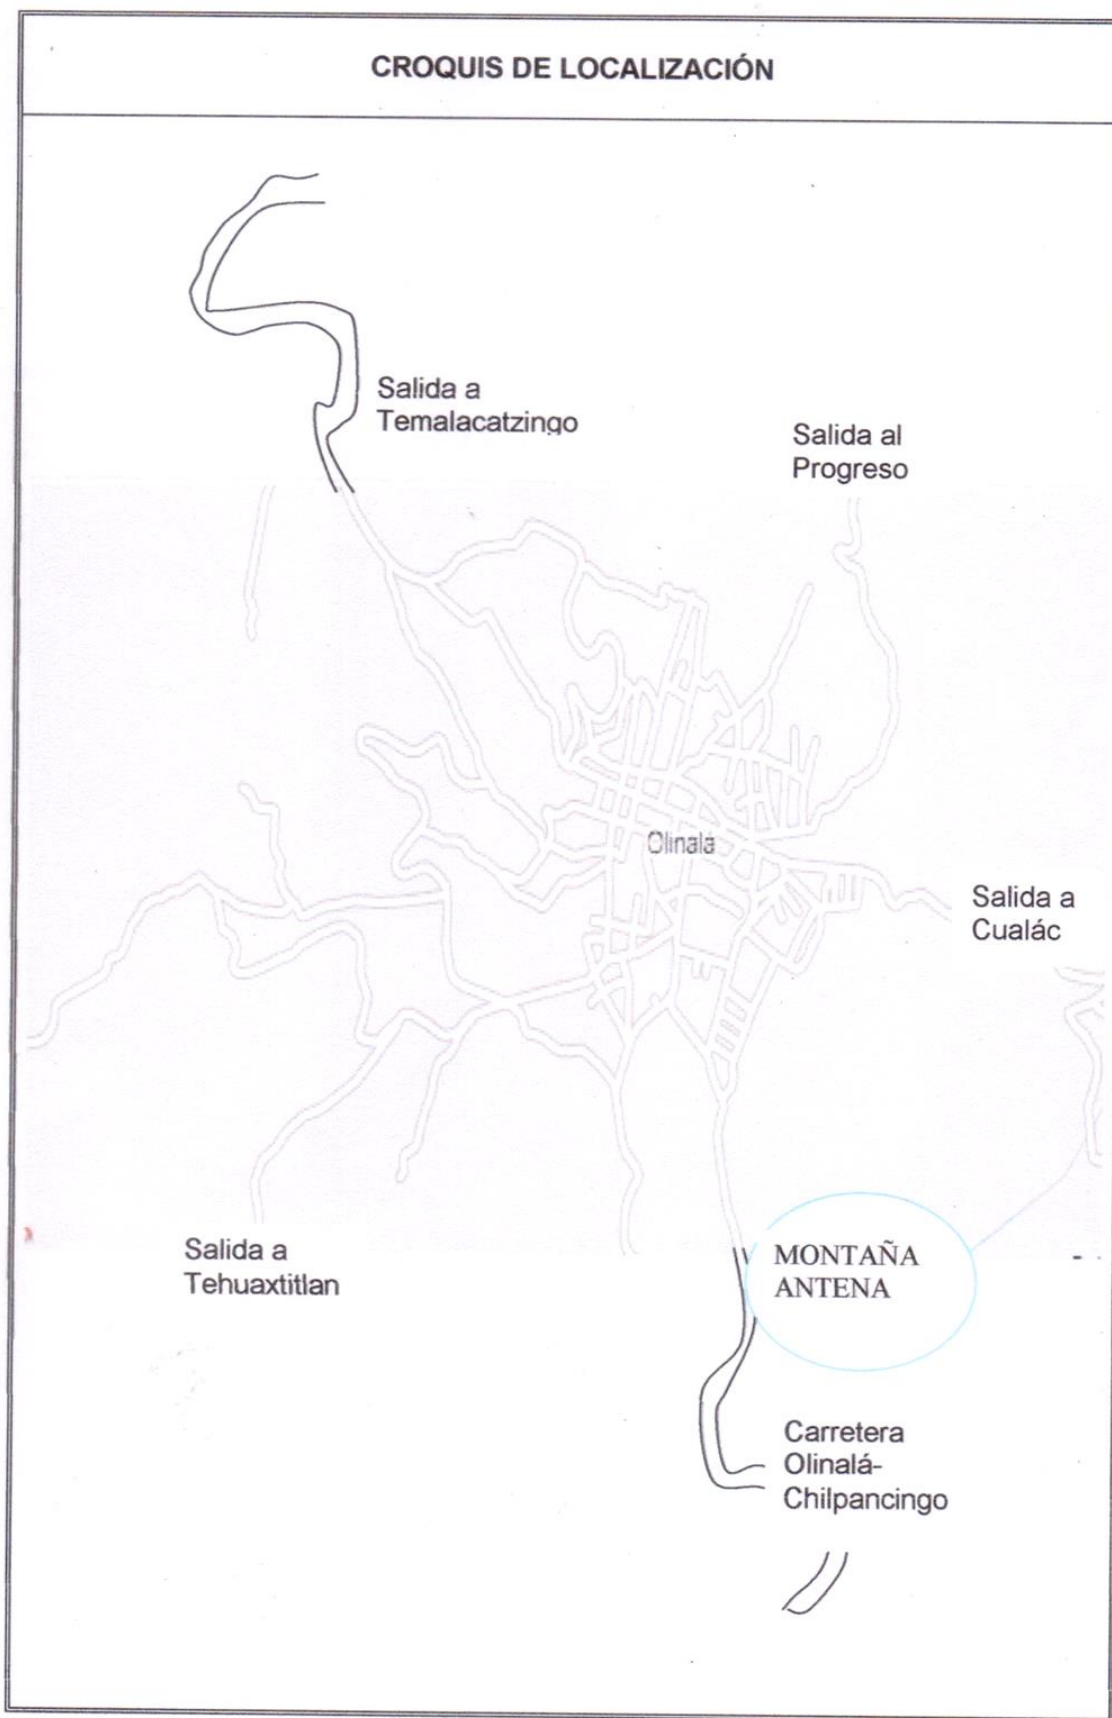 CROQUIS DE LOCALIZACIÓN
Salida a
Temalacatzingo
Salida al
Progreso
Olinalá
Salida a
Cualác
Salida a
Tehuaxtitlan
MONTAÑA
ANTENA
Carretera
Olinalá-
Chilpancingo